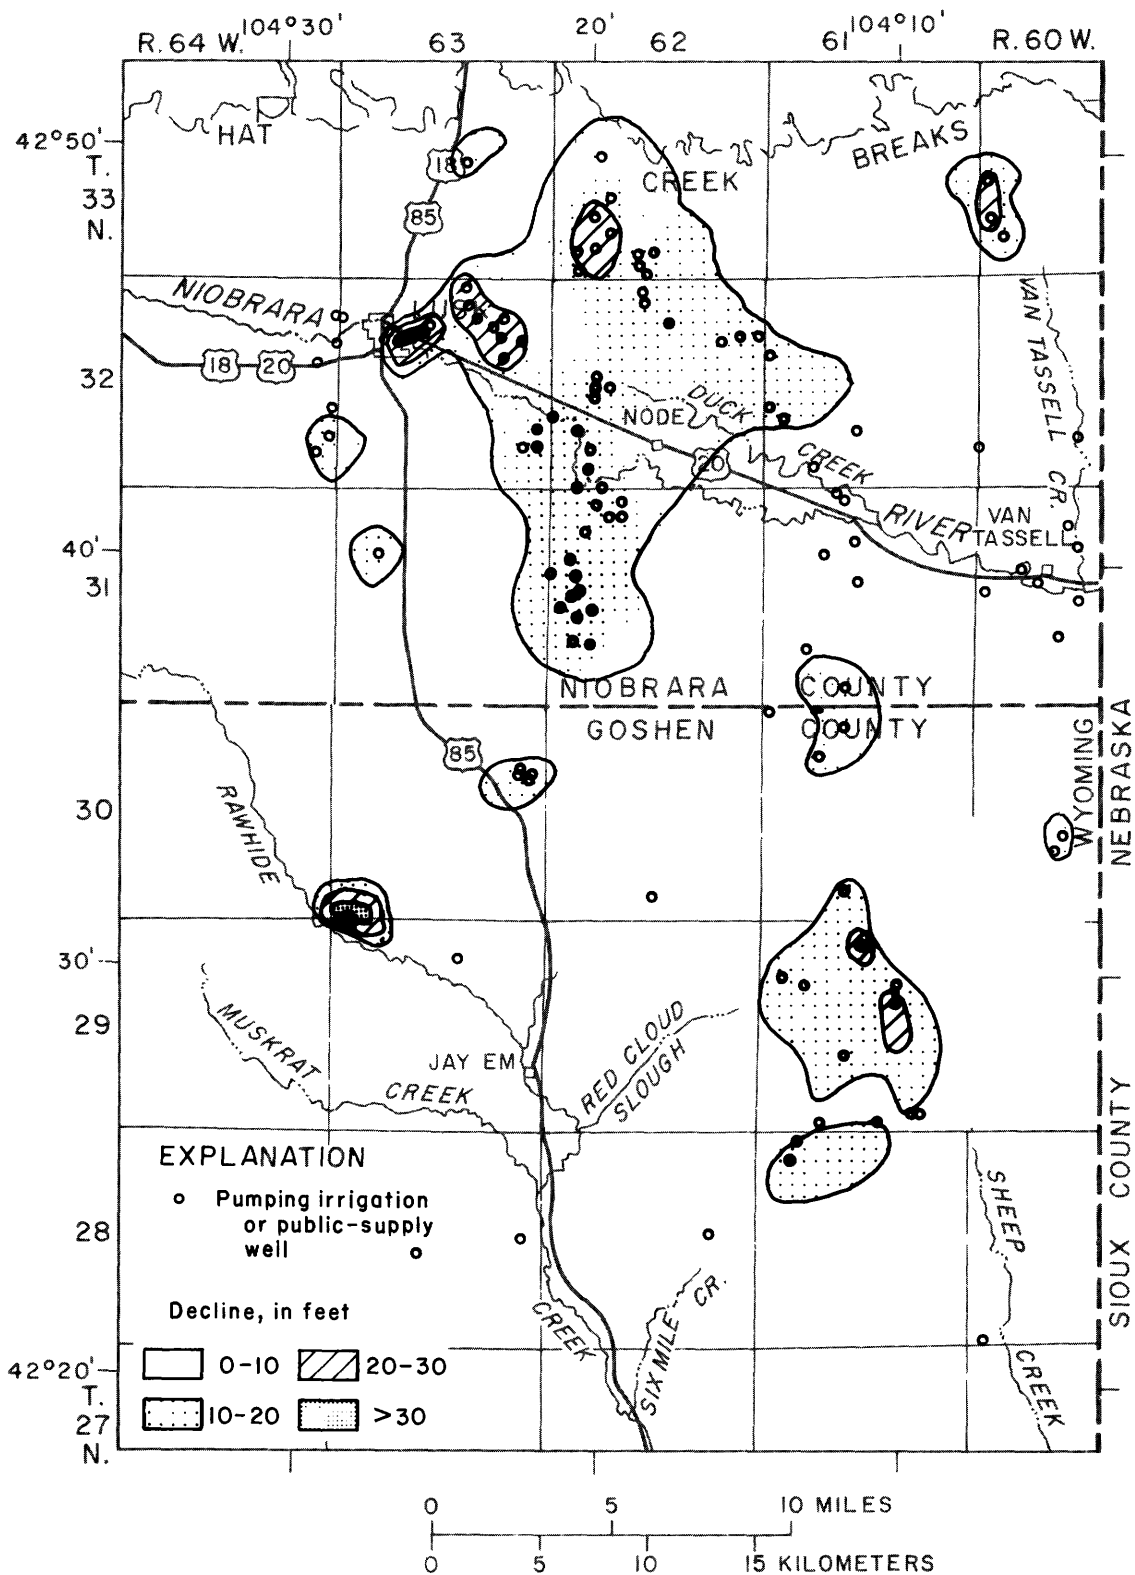 104°30' 20' 104°10'
R. 64 W. 63 62 61 R. 60 W.
HAT
42°50'
T.
33
N.
18
BREAKS
CREEK
85
NIOBRARA
VAN TASSELL CR.
18 20
32
DUCK
NODE
CREEK
20
RIVER
VAN
TASSELL
40'
31
NIOBRARA COUNTY
GOSHEN COUNTY
85
WYOMING
NEBRASKA
30
RAWHIDE
30'
29
MUSKRAT
CREEK
JAY EM
RED CLOUD
SLOUGH
SIOUX COUNTY
EXPLANATION
Pumping irrigation
or public-supply
well
28
SHEEP
CREEK
CREEK
SIXMILE CR.
Decline, in feet
0-10 20-30
10-20 >30
42°20'
T.
27
N.
0 5 10 MILES
0 5 10 15 KILOMETERS